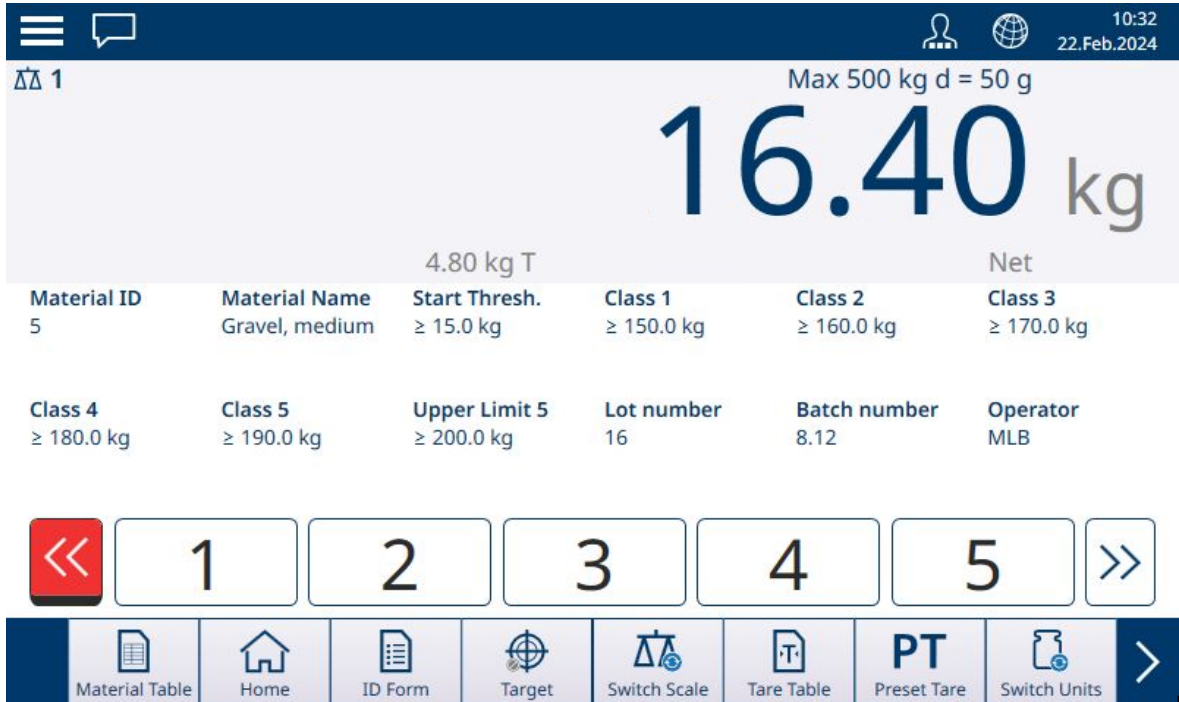 10:32
22.Feb.2024
1
Max 500 kg d = 50 g
16.40 kg
4.80 kg T Net
Material ID Material Name Start Thresh. Class 1 Class 2 Class 3
5 Gravel, medium ≥ 15.0 kg ≥ 150.0 kg ≥ 160.0 kg ≥ 170.0 kg
Class 4 Class 5 Upper Limit 5 Lot number Batch number Operator
≥ 180.0 kg ≥ 190.0 kg ≥ 200.0 kg 16 8.12 MLB
1 2 3 4 5
T PT
Material Table Home ID Form Target Switch Scale Tare Table Preset Tare Switch Units